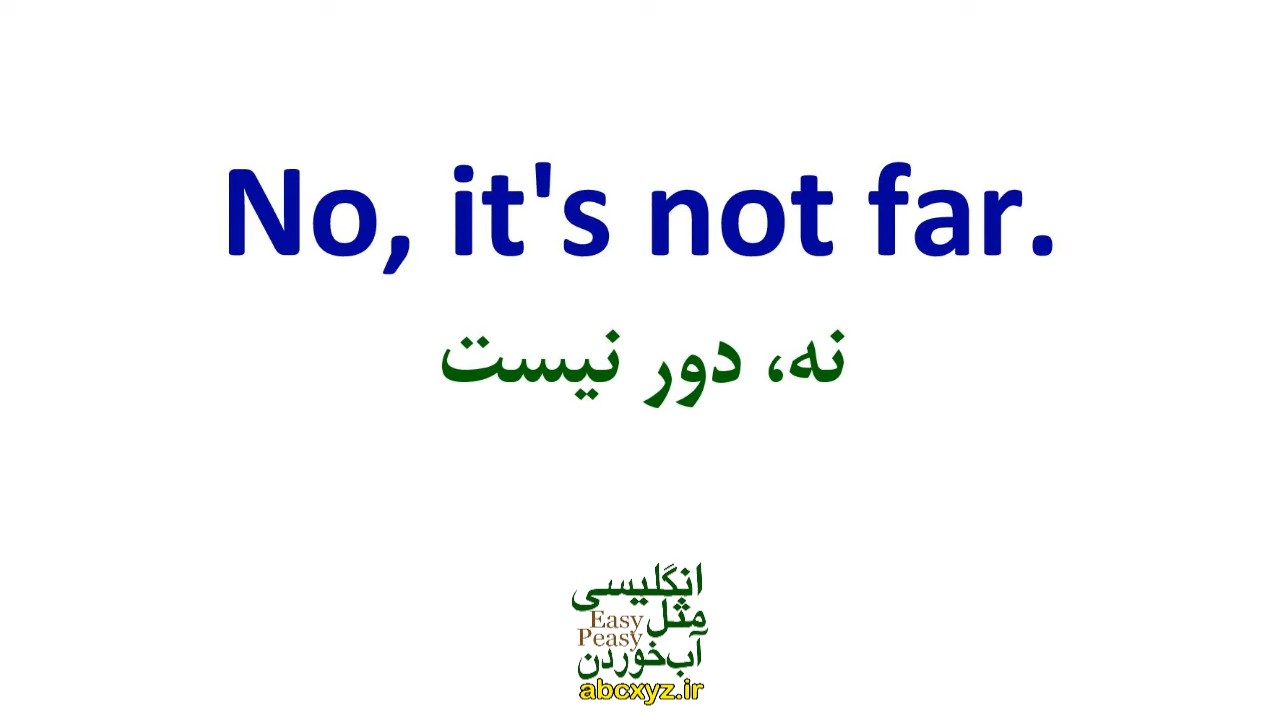 No, it's not far.
نه، دور نیست
انگلیسی
مثل
Easy
Peasy
آب‌خوردن
abcxyz.ir